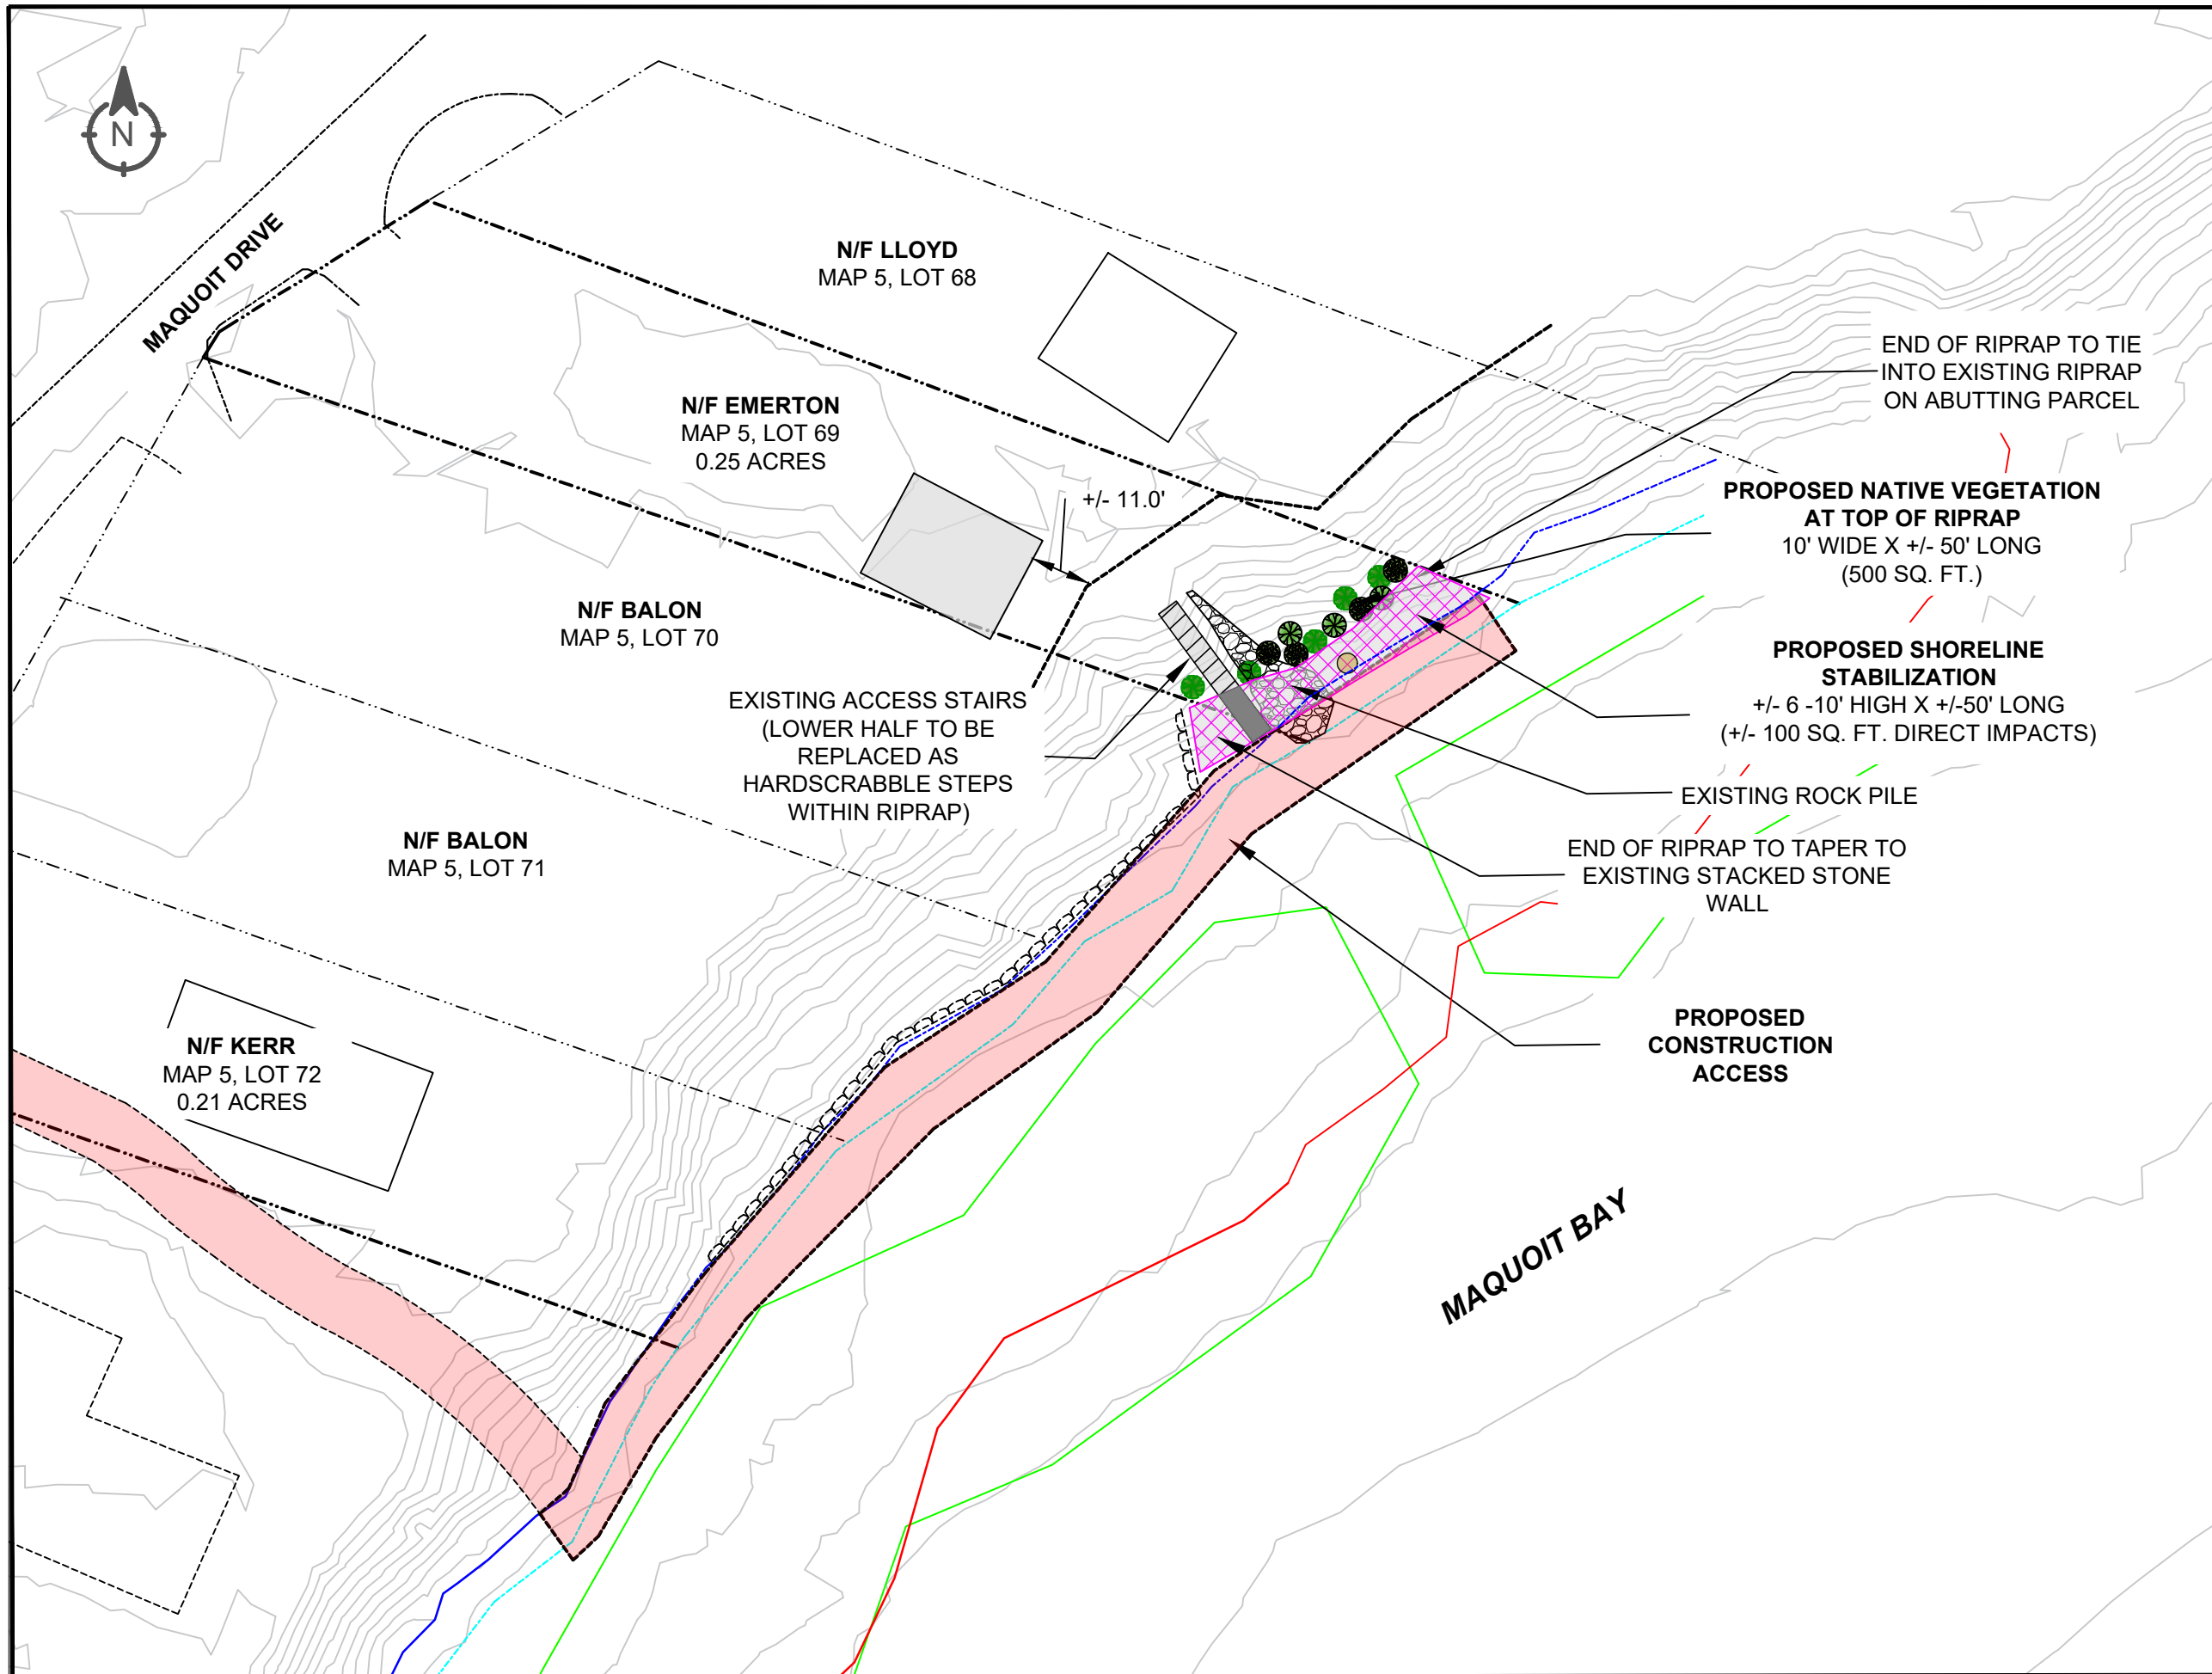 N
MAQUOIT DRIVE
N/F LLOYD
MAP 5, LOT 68
END OF RIPRAP TO TIE
INTO EXISTING RIPRAP
ON ABUTTING PARCEL
N/F EMERTON
MAP 5, LOT 69
0.25 ACRES
+/- 11.0'
PROPOSED NATIVE VEGETATION
AT TOP OF RIPRAP
10' WIDE X +/- 50' LONG
(500 SQ. FT.)
N/F BALON
MAP 5, LOT 70
PROPOSED SHORELINE
STABILIZATION
+/- 6 -10' HIGH X +/-50' LONG
(+/- 100 SQ. FT. DIRECT IMPACTS)
EXISTING ACCESS STAIRS
(LOWER HALF TO BE
REPLACED AS
HARDSCRABBLE STEPS
WITHIN RIPRAP)
EXISTING ROCK PILE
N/F BALON
MAP 5, LOT 71
END OF RIPRAP TO TAPER TO
EXISTING STACKED STONE
WALL
PROPOSED
CONSTRUCTION
ACCESS
N/F KERR
MAP 5, LOT 72
0.21 ACRES
MAQUOIT BAY